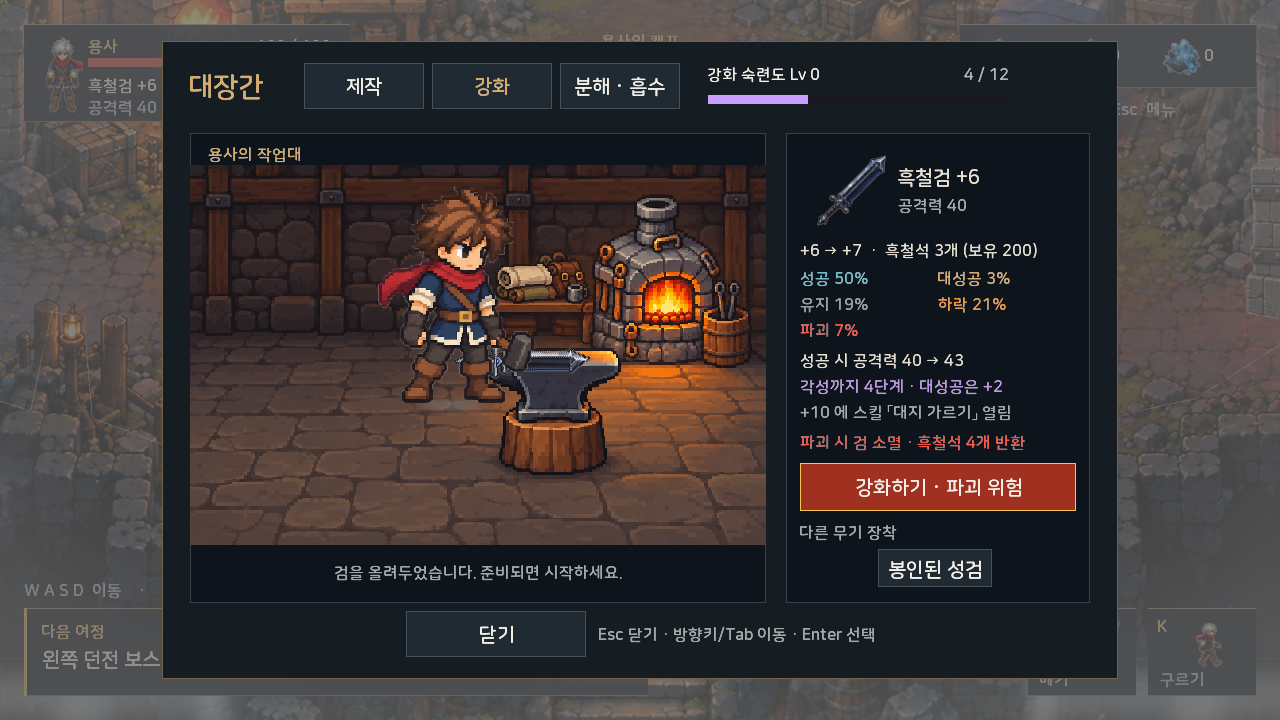 용사
흑철검 +6
공격력 40
0
Esc 메뉴
대장간
제작
강화
분해 · 흡수
강화 숙련도 Lv 0
4 / 12
용사의 작업대
흑철검 +6
공격력 40
+6 → +7 · 흑철석 3개 (보유 200)
성공 50%
대성공 3%
유지 19%
하락 21%
파괴 7%
성공 시 공격력 40 → 43
각성까지 4단계 · 대성공은 +2
+10 에 스킬 「대지 가르기」 열림
파괴 시 검 소멸 · 흑철석 4개 반환
강화하기 · 파괴 위험
다른 무기 장착
봉인된 성검
검을 올려두었습니다. 준비되면 시작하세요.
닫기
Esc 닫기 · 방향키/Tab 이동 · Enter 선택
W A S D 이동 ·
다음 여정
왼쪽 던전 보스
K
구르기